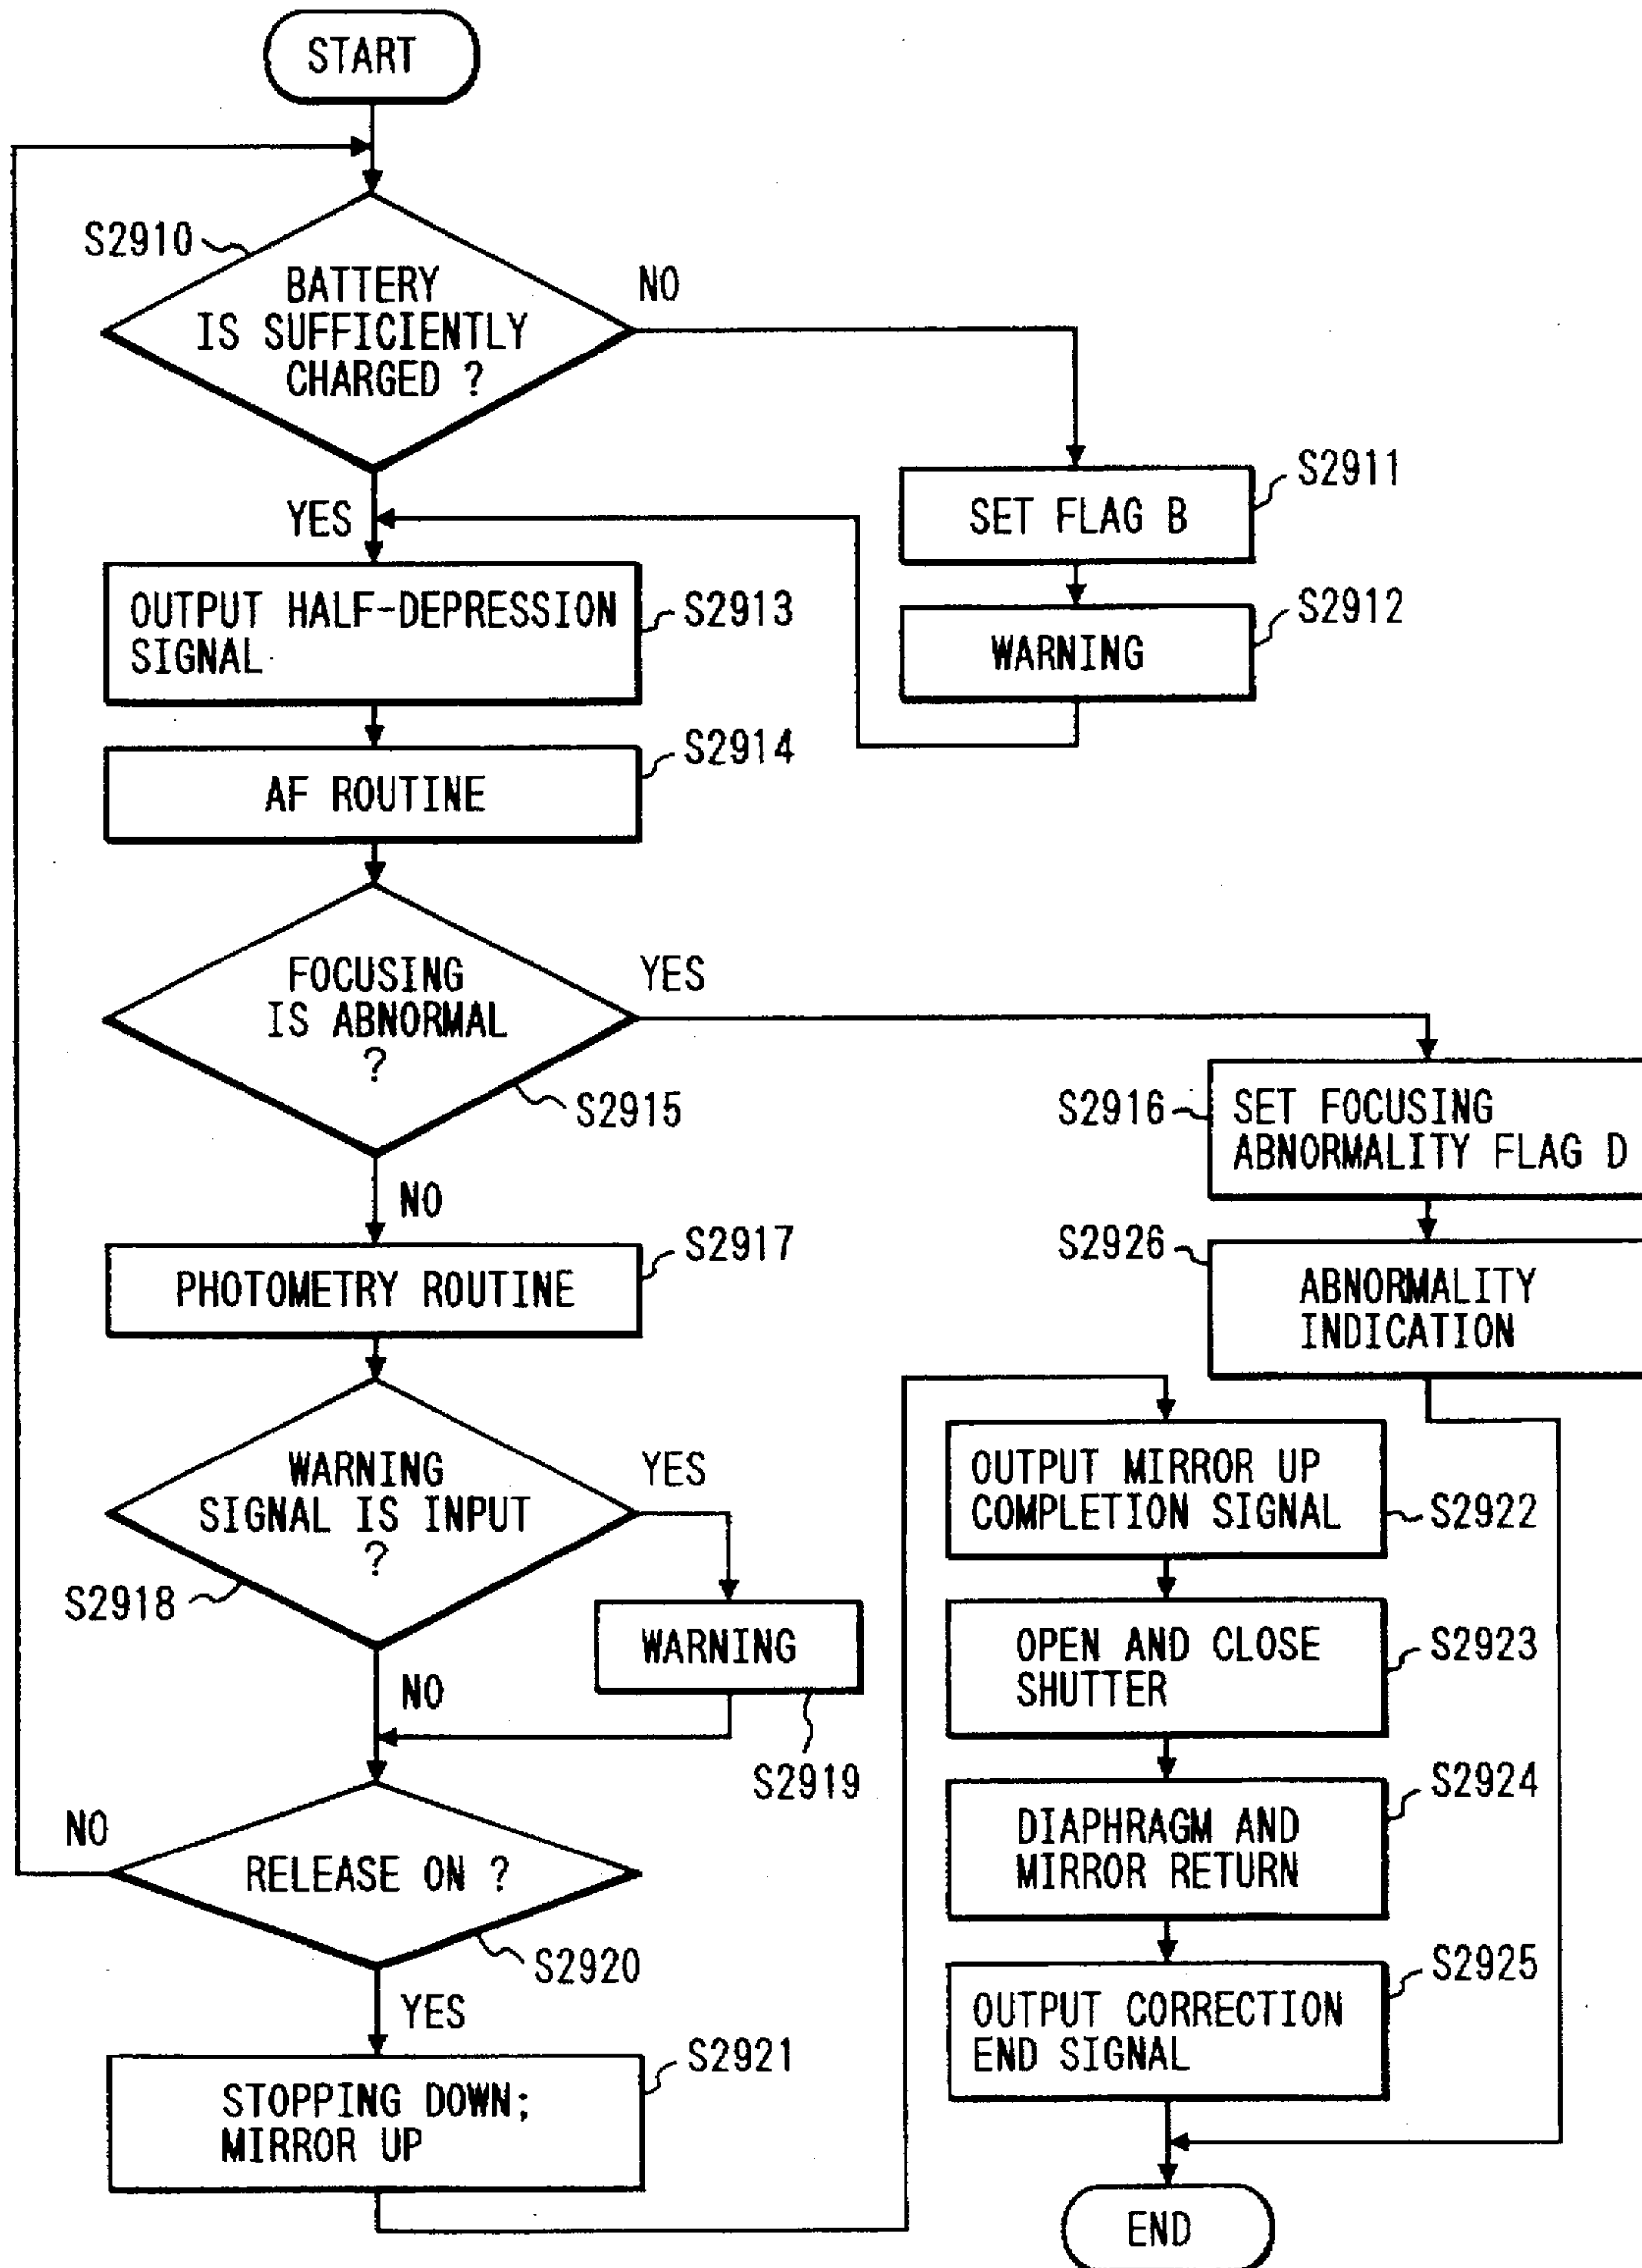 START
S2910
BATTERY
IS SUFFICIENTLY
CHARGED ?
NO
YES
S2911
SET FLAG B
S2912
WARNING
S2913
OUTPUT HALF-DEPRESSION
SIGNAL
S2914
AF ROUTINE
FOCUSING
IS ABNORMAL
?
YES
S2915
NO
S2916
SET FOCUSING
ABNORMALITY FLAG D
S2926
ABNORMALITY
INDICATION
S2917
PHOTOMETRY ROUTINE
WARNING
SIGNAL IS INPUT
?
YES
S2918
NO
WARNING
S2919
NO
RELEASE ON ?
S2920
YES
S2921
STOPPING DOWN;
MIRROR UP
OUTPUT MIRROR UP
COMPLETION SIGNAL
S2922
OPEN AND CLOSE
SHUTTER
S2923
DIAPHRAGM AND
MIRROR RETURN
S2924
OUTPUT CORRECTION
END SIGNAL
S2925
END